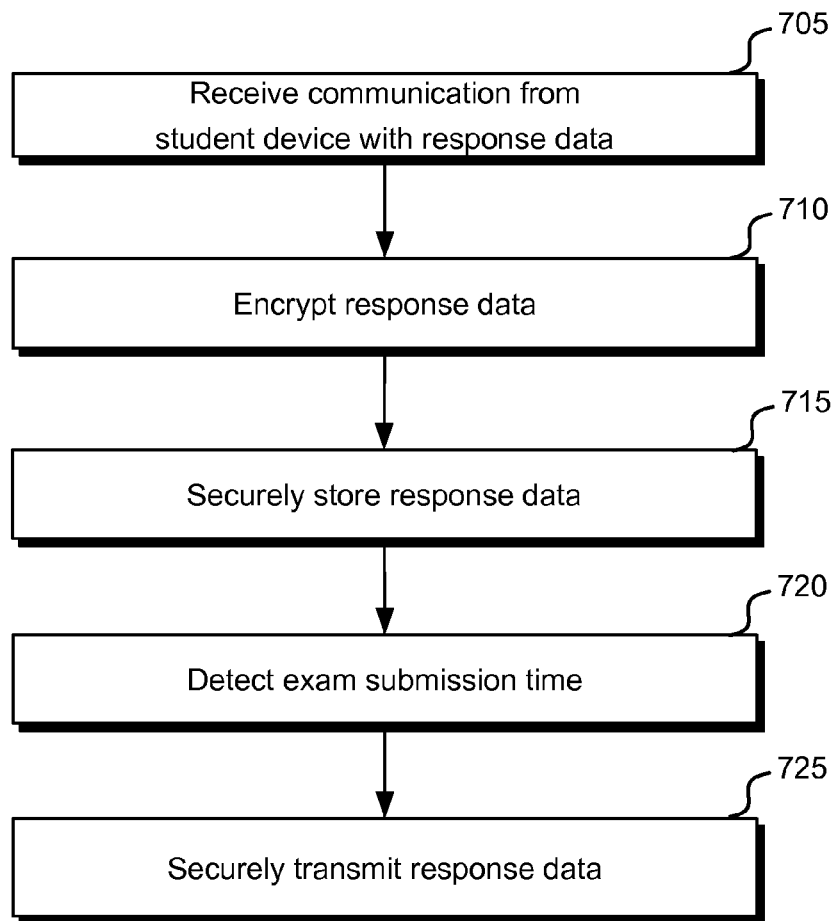 705
Receive communication from
student device with response data
710
Encrypt response data
715
Securely store response data
720
Detect exam submission time
725
Securely transmit response data